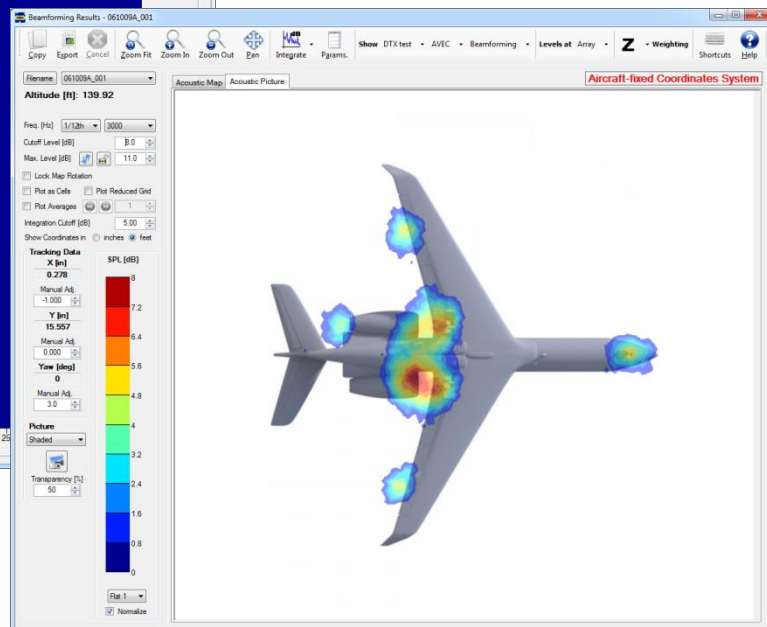 Beamforming Results - 061009A_001
Copy Export Cancel Zoom Fit Zoom In Zoom Out Pan Integrate Params. Show DTX test AVEC Beamforming Levels at Array Z Weighting Shortcuts Help
Filename 061009A_001
Acoustic Map Acoustic Picture
Aircraft-fixed Coordinates System
Altitude [ft]: 139.92
Freq. [Hz] 1/12th 3000
Cutoff Level [dB] 8.0
Max. Level [dB] 11.0
Lock Map Rotation
Plot as Cells Plot Reduced Grid
Plot Averages 1
Integration Cutoff [dB] 5.00
Show Coordinates in inches feet
Tracking Data
X [in]
0.278
Manual Adj.
-1.000
Y [in]
15.557
Manual Adj.
0.000
Yaw [deg]
0
Manual Adj.
3.0
Picture
Shaded
Transparency [%]
50
SPL [dB]
8
7.2
6.4
5.6
4.8
4
3.2
2.4
1.6
0.8
0
Flat 1
Normalize
25